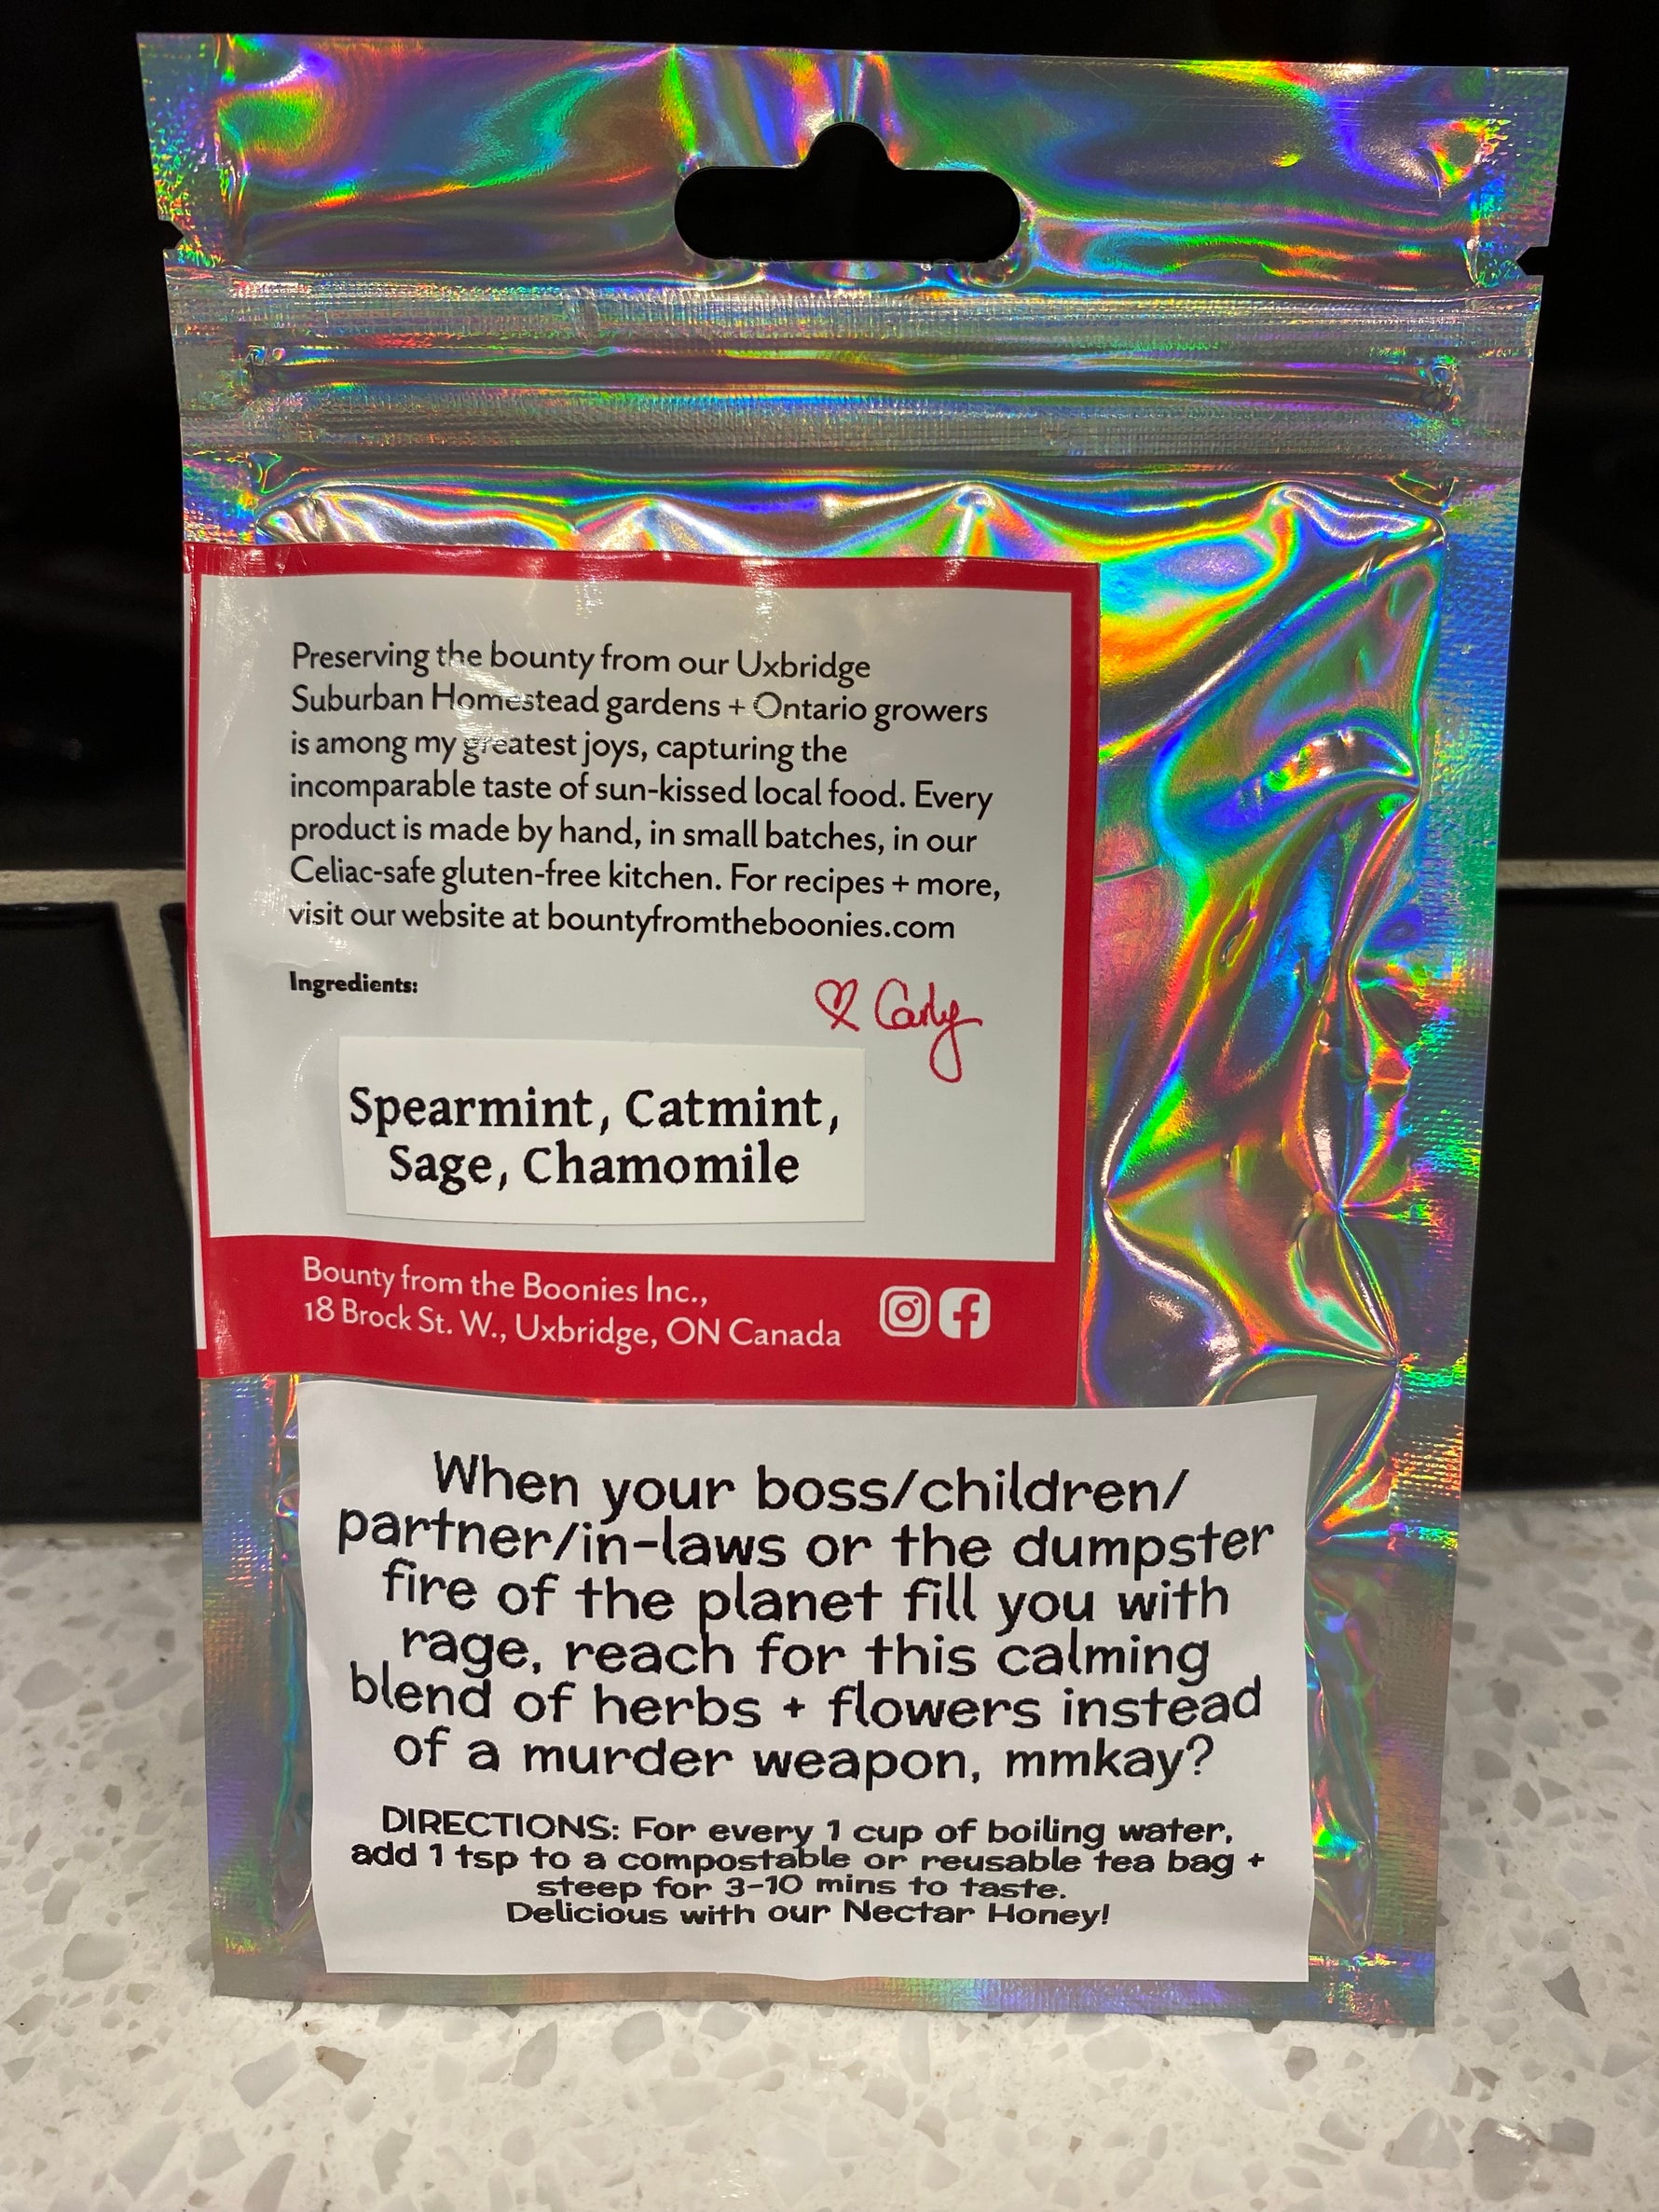 Preserving the bounty from our Uxbridge
Suburban Homestead gardens + Ontario growers
is among my greatest joys, capturing the
incomparable taste of sun-kissed local food. Every
product is made by hand, in small batches, in our
Celiac-safe gluten-free kitchen. For recipes + more,
visit our website at bountyfromtheboonies.com
Ingredients:
♡ Carly
Spearmint, Catmint,
Sage, Chamomile
Bounty from the Boonies Inc.,
18 Brock St. W., Uxbridge, ON Canada
When your boss/children/
partner/in-laws or the dumpster
fire of the planet fill you with
rage, reach for this calming
blend of herbs + flowers instead
of a murder weapon, mmkay?
DIRECTIONS: For every 1 cup of boiling water,
add 1 tsp to a compostable or reusable tea bag +
steep for 3-10 mins to taste.
Delicious with our Nectar Honey!